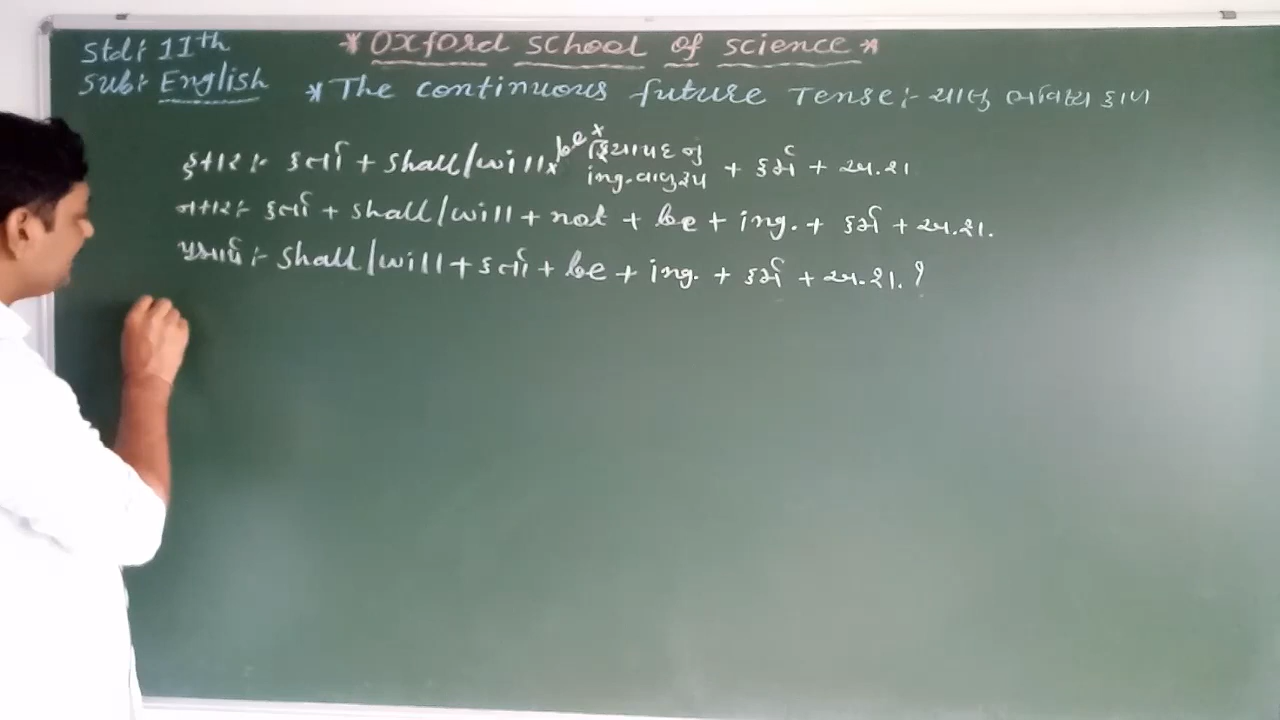 Std:- 11th
* Oxford School of Science *
Sub:- English
* The continuous future Tense:- ચાલુ ભવિષ્ય કાળ
હકાર:- કર્તા + shall/will x be x ક્રિયાપદ નું ing.વાળુ રૂપ + કર્મ + અ.શ.
નકાર:- કર્તા + shall/will + not + be + ing. + કર્મ + અ.શ.
પ્રશ્નાર્થ:- Shall/will + કર્તા + be + ing. + કર્મ + અ.શ. ?